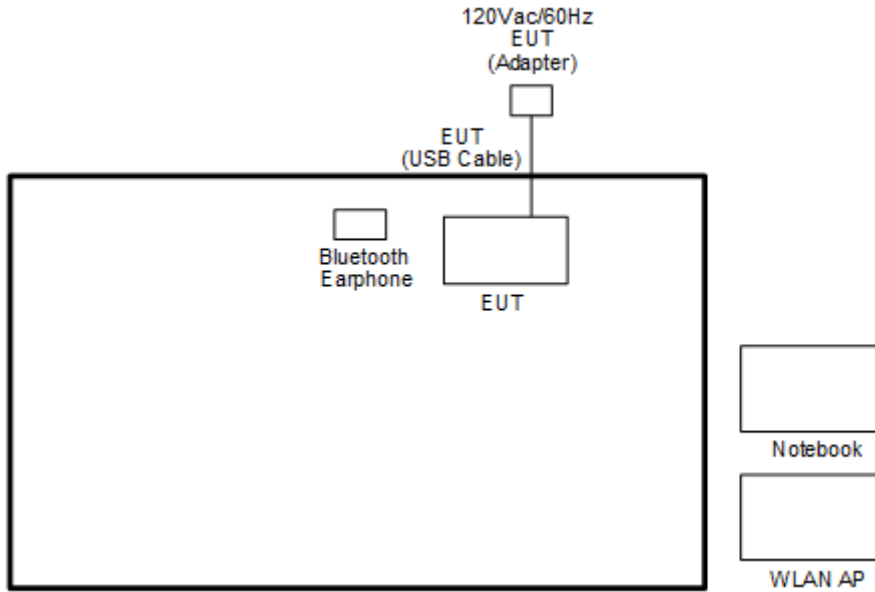 120Vac/60Hz
EUT
(Adapter)
EUT
(USB Cable)
Bluetooth
Earphone
EUT
Notebook
WLAN AP